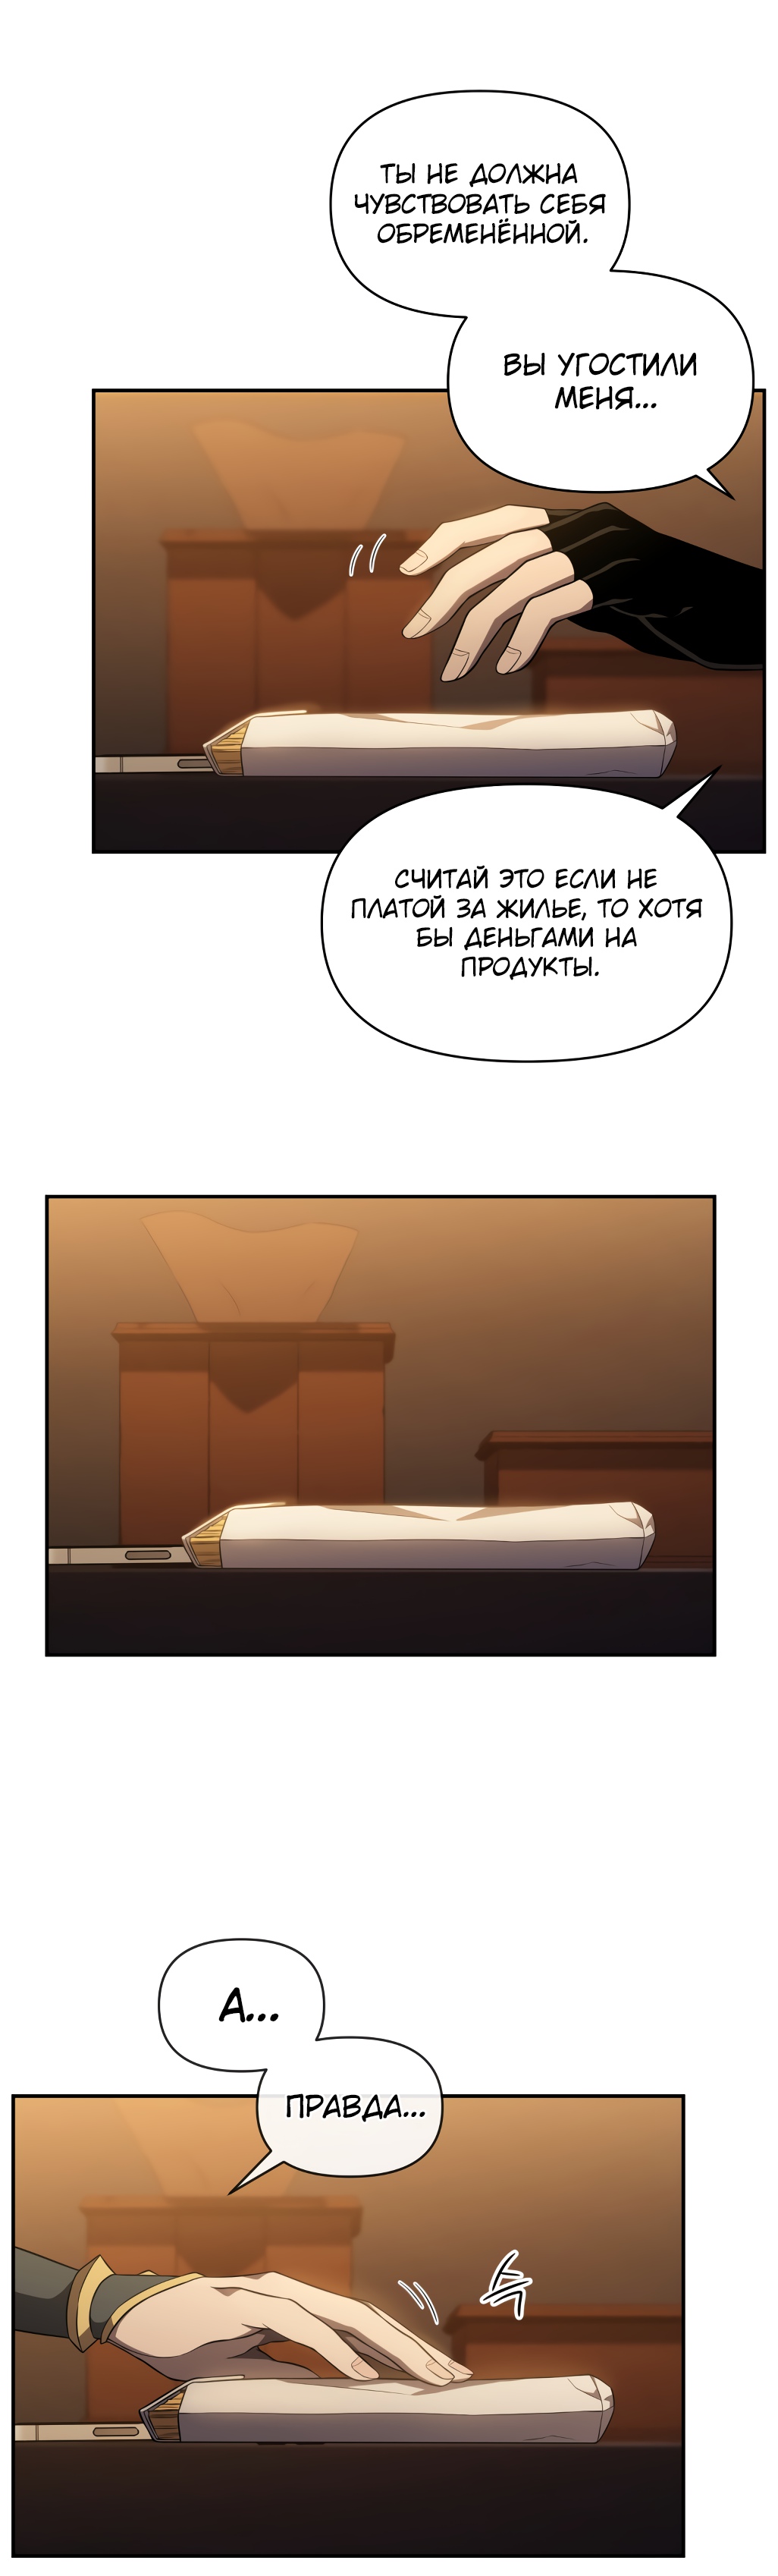 ТЫ НЕ ДОЛЖНА
ЧУВСТВОВАТЬ СЕБЯ
ОБРЕМЕНЁННОЙ.
ВЫ УГОСТИЛИ
МЕНЯ...
СЧИТАЙ ЭТО ЕСЛИ НЕ
ПЛАТОЙ ЗА ЖИЛЬЕ, ТО ХОТЯ
БЫ ДЕНЬГАМИ НА
ПРОДУКТЫ.
А...
ПРАВДА...
슥